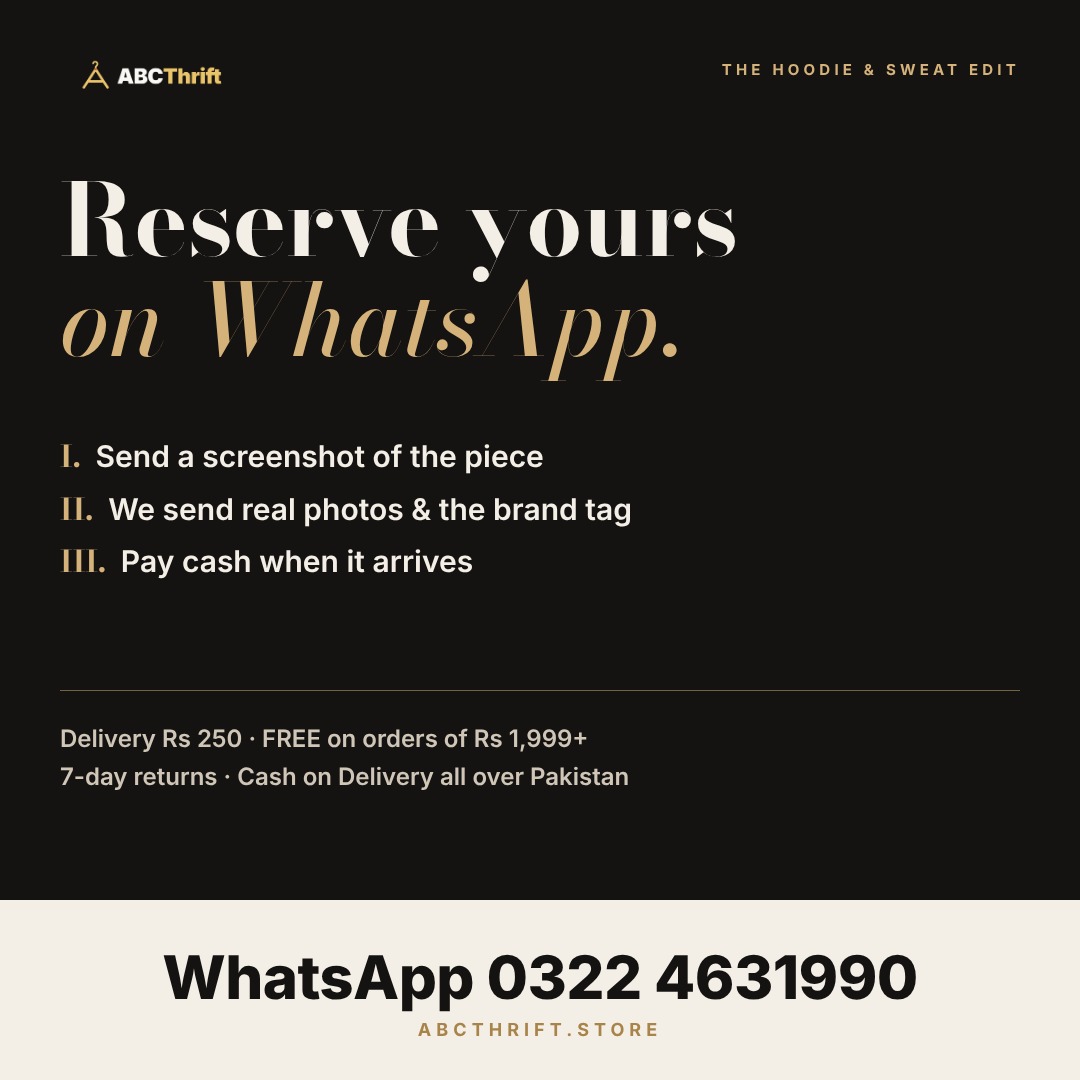 ABCThrift
THE HOODIE & SWEAT EDIT
Reserve yours
on WhatsApp.
I. Send a screenshot of the piece
II. We send real photos & the brand tag
III. Pay cash when it arrives
Delivery Rs 250 · FREE on orders of Rs 1,999+
7-day returns · Cash on Delivery all over Pakistan
WhatsApp 0322 4631990
ABCTHRIFT.STORE